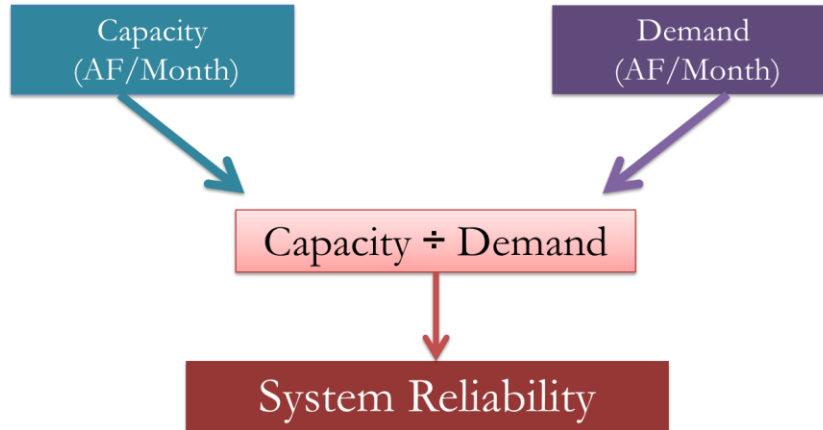 Capacity
(AF/Month)
Demand
(AF/Month)
Capacity ÷ Demand
System Reliability